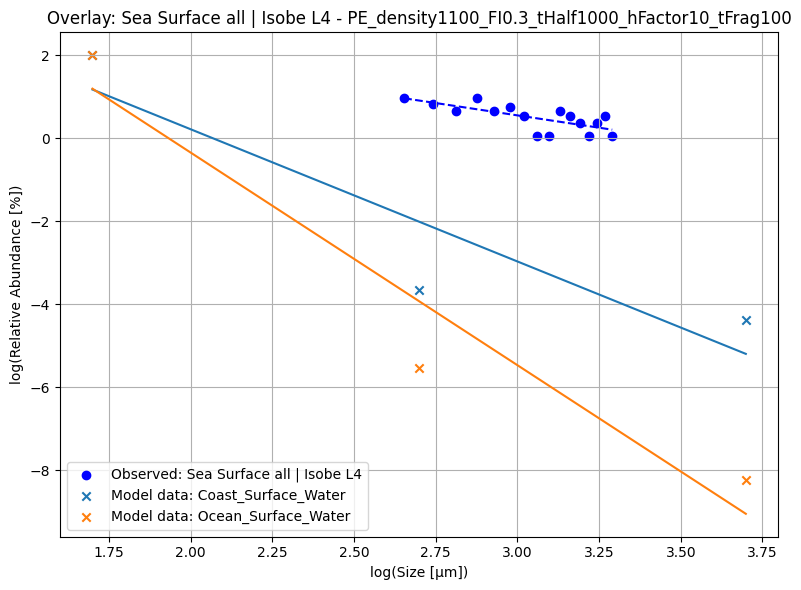 Overlay: Sea Surface all | Isobe L4 - PE_density1100_FI0.3_tHalf1000_hFactor10_tFrag100
log(Relative Abundance [%])
2
0
−2
−4
−6
−8
Observed: Sea Surface all | Isobe L4
Model data: Coast_Surface_Water
Model data: Ocean_Surface_Water
1.75 2.00 2.25 2.50 2.75 3.00 3.25 3.50 3.75
log(Size [μm])